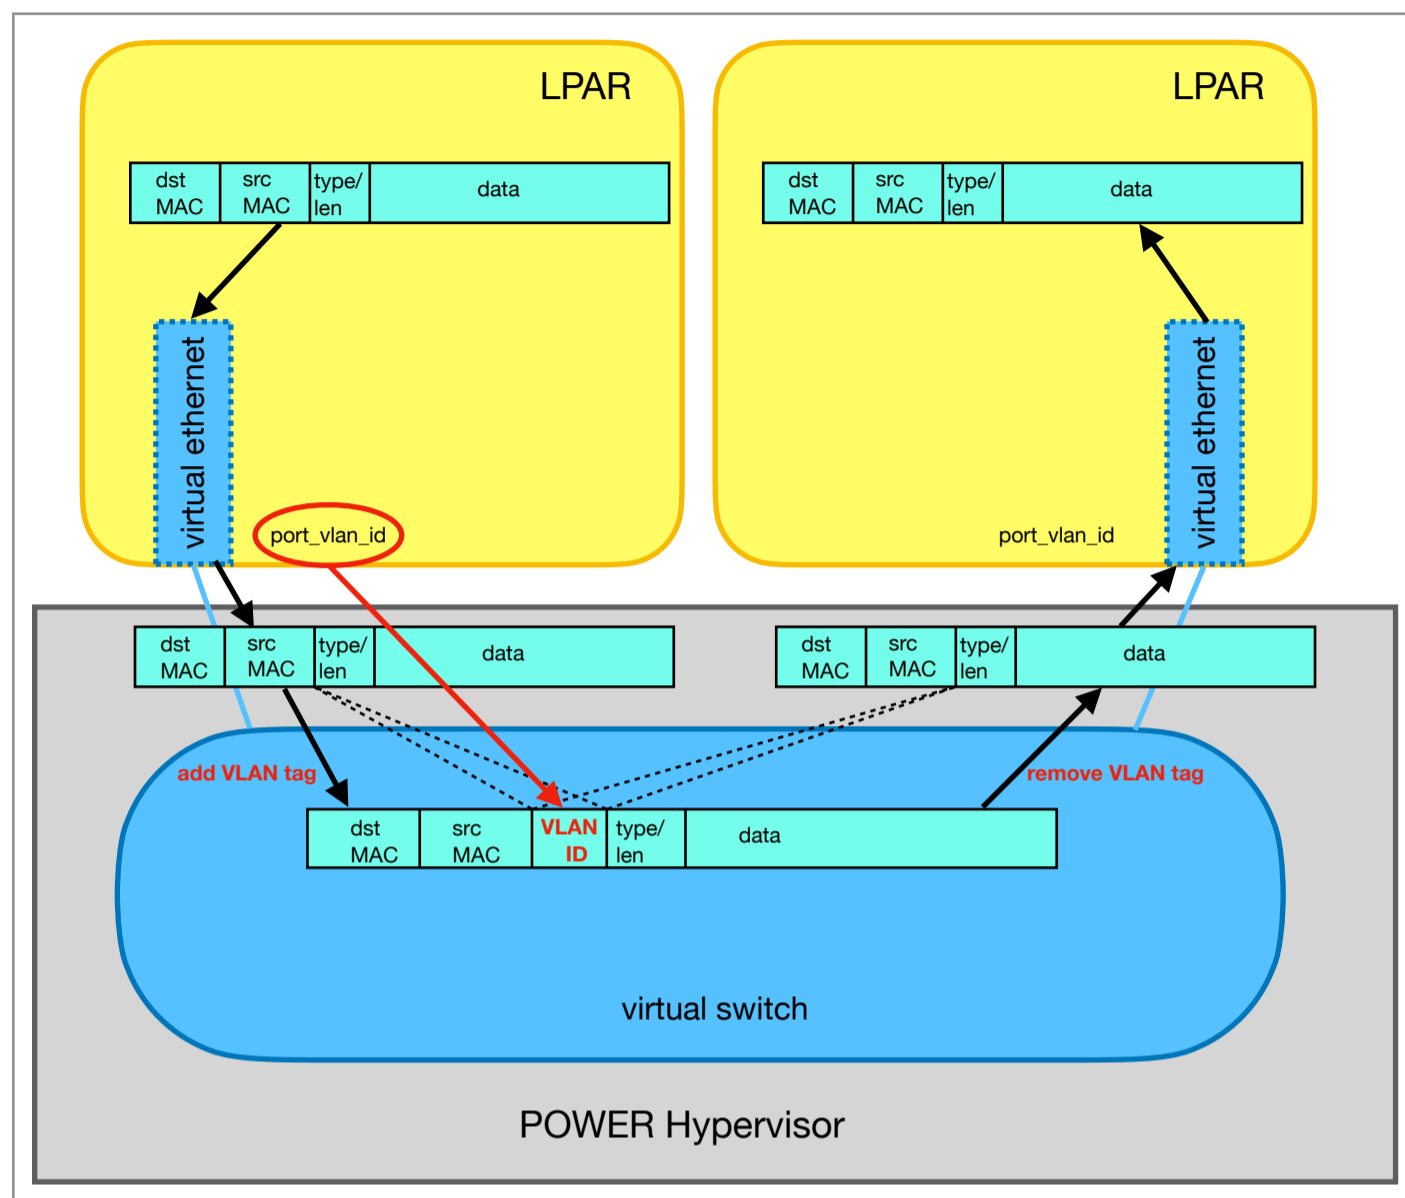 LPAR
LPAR
dst
MAC
src
MAC
type/
len
data
dst
MAC
src
MAC
type/
len
data
virtual ethernet
port_vlan_id
port_vlan_id
virtual ethernet
dst
MAC
src
MAC
type/
len
data
dst
MAC
src
MAC
type/
len
data
add VLAN tag
remove VLAN tag
dst
MAC
src
MAC
VLAN
ID
type/
len
data
virtual switch
POWER Hypervisor